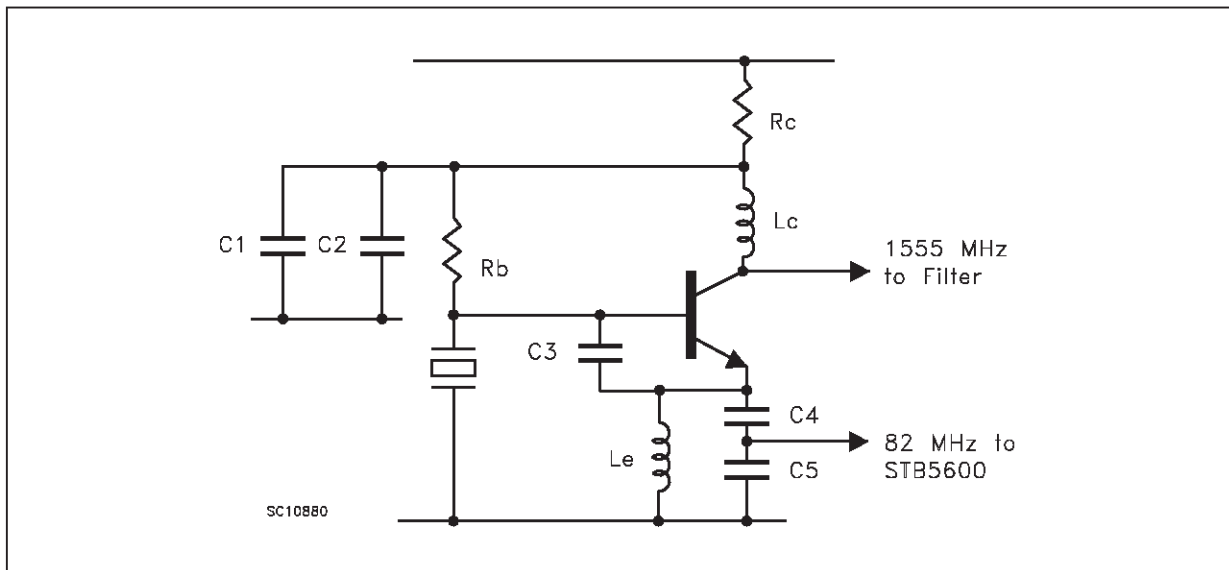 Rc
Lc
C1
C2
Rb
1555 MHz
to Filter
C3
C4
Le
82 MHz to
STB5600
C5
SC10880